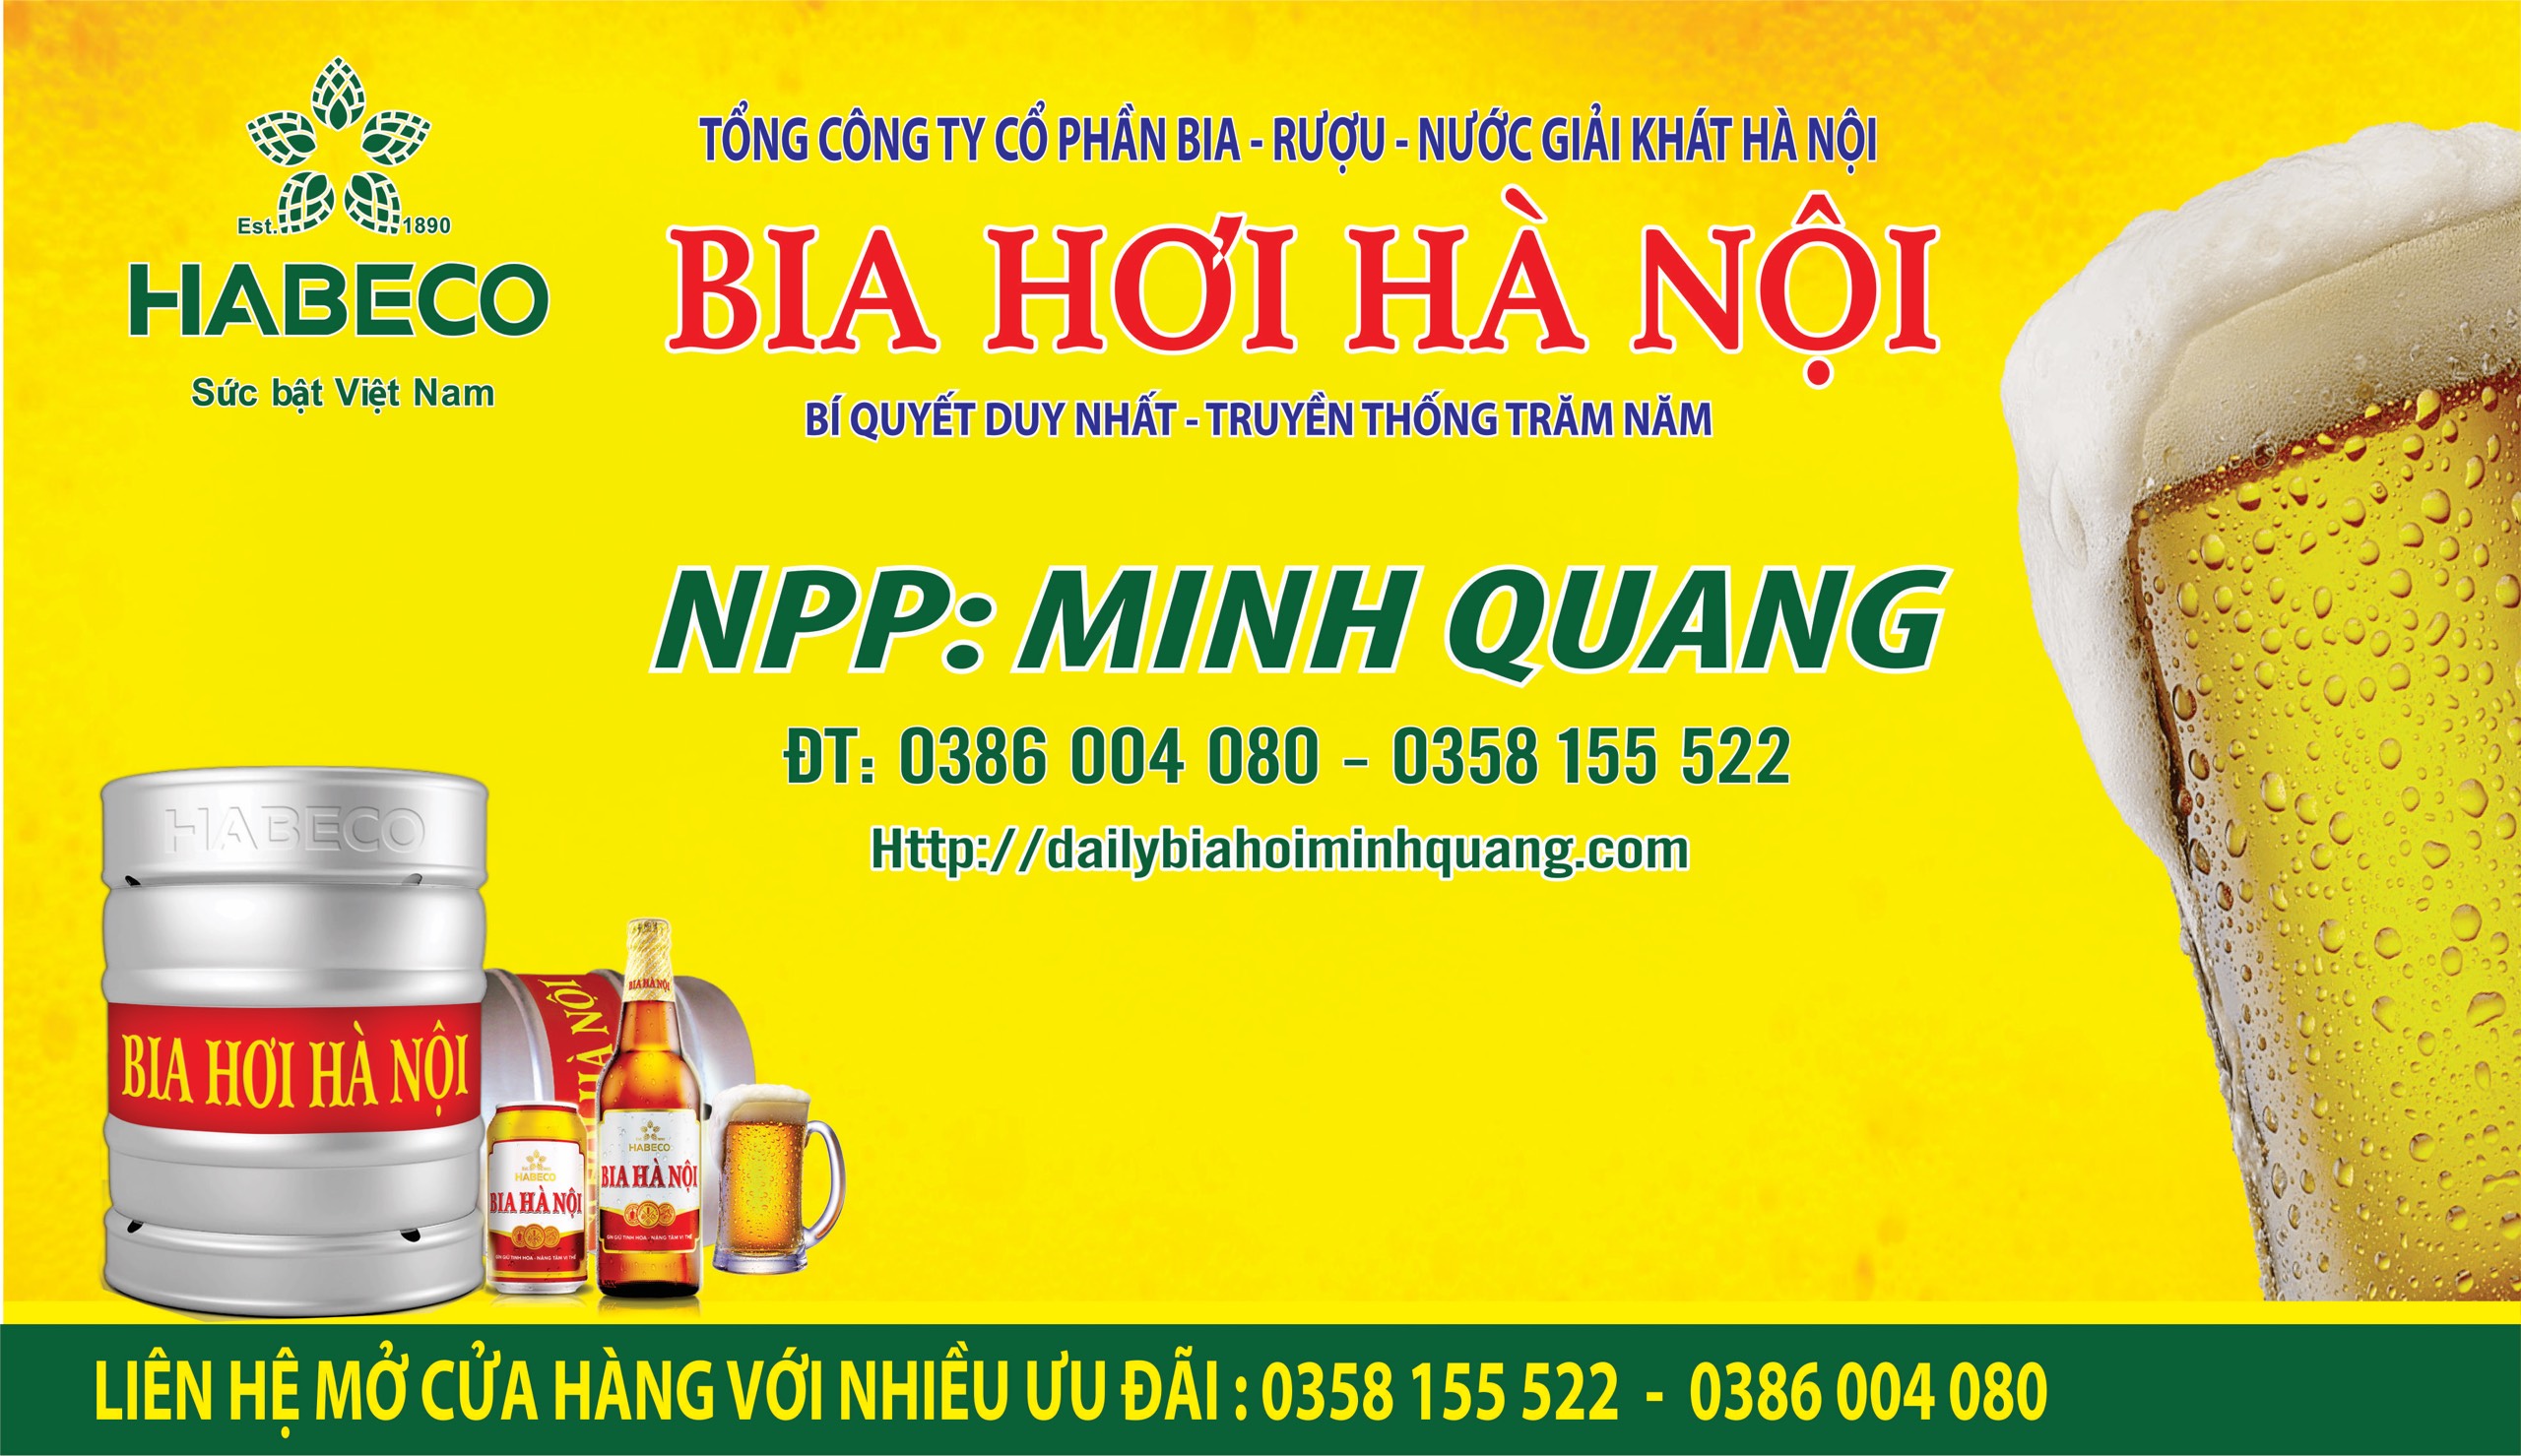 Est. 1890
HABECO
Sức bật Việt Nam
TỔNG CÔNG TY CỔ PHẦN BIA - RƯỢU - NƯỚC GIẢI KHÁT HÀ NỘI
BIA HƠI HÀ NỘI
BÍ QUYẾT DUY NHẤT - TRUYỀN THỐNG TRĂM NĂM
NPP: MINH QUANG
ĐT: 0386 004 080 - 0358 155 522
Http://dailybiahoiminhquang.com
HABECO
BIA HƠI HÀ NỘI
HÀ NỘI
BIA HÀ NỘI
HABECO
BIA HÀ NỘI
HABECO
BIA HÀ NỘI
LIÊN HỆ MỞ CỬA HÀNG VỚI NHIỀU ƯU ĐÃI : 0358 155 522 - 0386 004 080